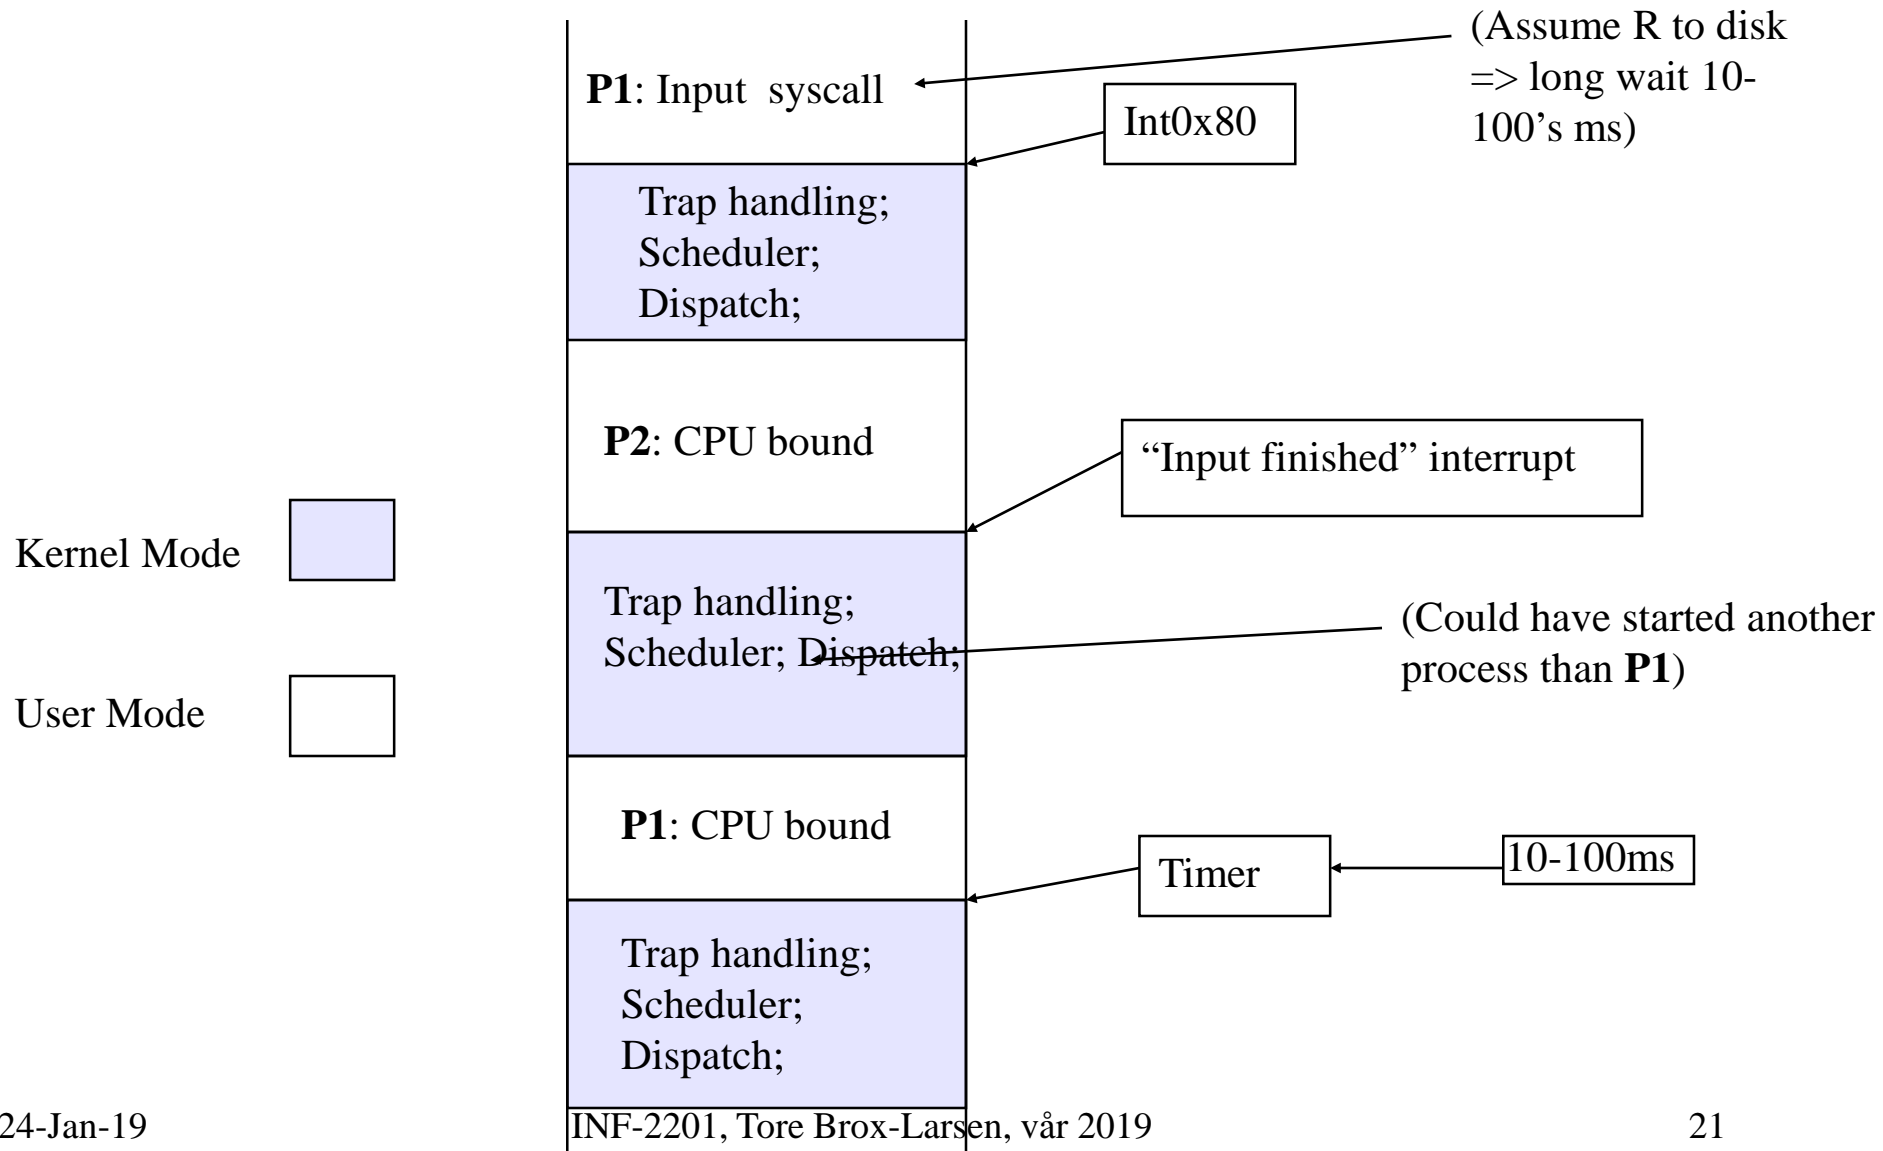 (Assume R to disk
=> long wait 10-
100’s ms)
P1: Input syscall
Int0x80
Trap handling;
Scheduler;
Dispatch;
P2: CPU bound
“Input finished” interrupt
Kernel Mode
Trap handling;
Scheduler; Dispatch;
(Could have started another
process than P1)
User Mode
P1: CPU bound
Timer
10-100ms
Trap handling;
Scheduler;
Dispatch;
24-Jan-19
INF-2201, Tore Brox-Larsen, vår 2019
21